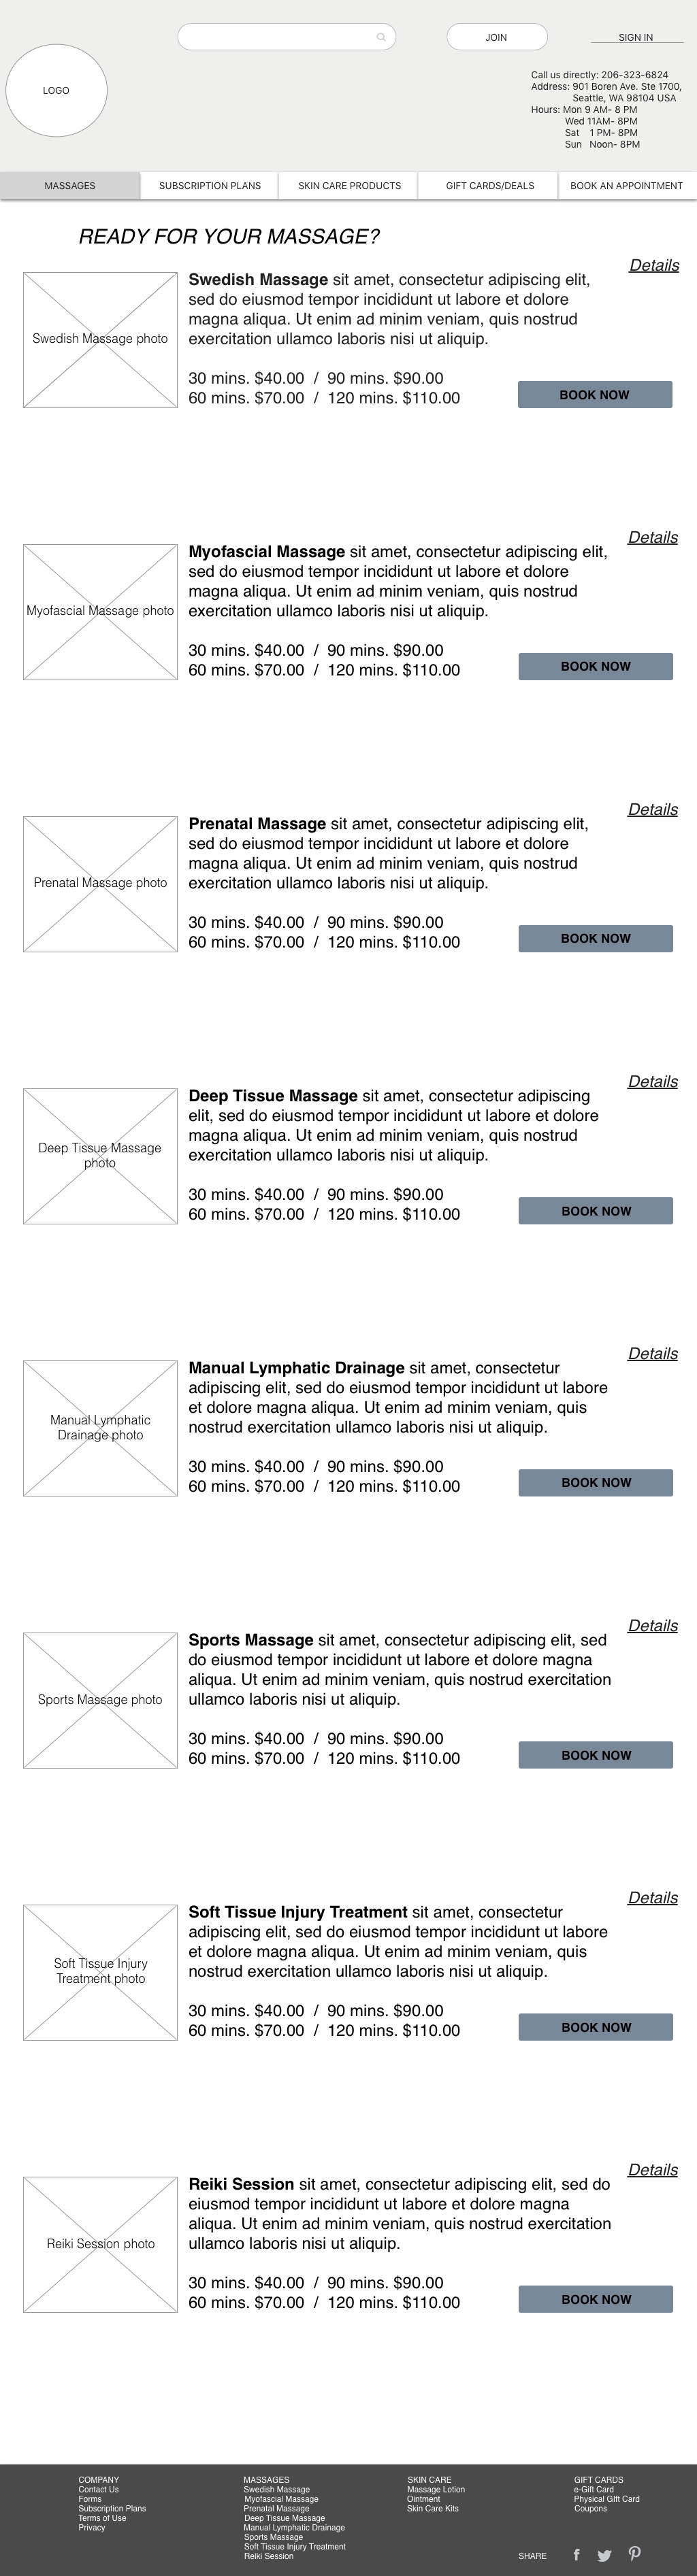 JOIN
SIGN IN
LOGO
Call us directly: 206-323-6824
Address: 901 Boren Ave. Ste 1700,
Seattle, WA 98104 USA
Hours: Mon 9 AM- 8 PM
Wed 11AM- 8PM
Sat 1 PM- 8PM
Sun Noon- 8PM
MASSAGES
SUBSCRIPTION PLANS
SKIN CARE PRODUCTS
GIFT CARDS/DEALS
BOOK AN APPOINTMENT
READY FOR YOUR MASSAGE?
Details
Swedish Massage photo
Swedish Massage sit amet, consectetur adipiscing elit,
sed do eiusmod tempor incididunt ut labore et dolore
magna aliqua. Ut enim ad minim veniam, quis nostrud
exercitation ullamco laboris nisi ut aliquip.
30 mins. $40.00 / 90 mins. $90.00
60 mins. $70.00 / 120 mins. $110.00
BOOK NOW
Details
Myofascial Massage photo
Myofascial Massage sit amet, consectetur adipiscing elit,
sed do eiusmod tempor incididunt ut labore et dolore
magna aliqua. Ut enim ad minim veniam, quis nostrud
exercitation ullamco laboris nisi ut aliquip.
30 mins. $40.00 / 90 mins. $90.00
60 mins. $70.00 / 120 mins. $110.00
BOOK NOW
Details
Prenatal Massage photo
Prenatal Massage sit amet, consectetur adipiscing elit,
sed do eiusmod tempor incididunt ut labore et dolore
magna aliqua. Ut enim ad minim veniam, quis nostrud
exercitation ullamco laboris nisi ut aliquip.
30 mins. $40.00 / 90 mins. $90.00
60 mins. $70.00 / 120 mins. $110.00
BOOK NOW
Details
Deep Tissue Massage
photo
Deep Tissue Massage sit amet, consectetur adipiscing
elit, sed do eiusmod tempor incididunt ut labore et dolore
magna aliqua. Ut enim ad minim veniam, quis nostrud
exercitation ullamco laboris nisi ut aliquip.
30 mins. $40.00 / 90 mins. $90.00
60 mins. $70.00 / 120 mins. $110.00
BOOK NOW
Details
Manual Lymphatic
Drainage photo
Manual Lymphatic Drainage sit amet, consectetur
adipiscing elit, sed do eiusmod tempor incididunt ut labore
et dolore magna aliqua. Ut enim ad minim veniam, quis
nostrud exercitation ullamco laboris nisi ut aliquip.
30 mins. $40.00 / 90 mins. $90.00
60 mins. $70.00 / 120 mins. $110.00
BOOK NOW
Details
Sports Massage photo
Sports Massage sit amet, consectetur adipiscing elit, sed
do eiusmod tempor incididunt ut labore et dolore magna
aliqua. Ut enim ad minim veniam, quis nostrud exercitation
ullamco laboris nisi ut aliquip.
30 mins. $40.00 / 90 mins. $90.00
60 mins. $70.00 / 120 mins. $110.00
BOOK NOW
Details
Soft Tissue Injury
Treatment photo
Soft Tissue Injury Treatment sit amet, consectetur
adipiscing elit, sed do eiusmod tempor incididunt ut labore
et dolore magna aliqua. Ut enim ad minim veniam, quis
nostrud exercitation ullamco laboris nisi ut aliquip.
30 mins. $40.00 / 90 mins. $90.00
60 mins. $70.00 / 120 mins. $110.00
BOOK NOW
Details
Reiki Session photo
Reiki Session sit amet, consectetur adipiscing elit, sed do
eiusmod tempor incididunt ut labore et dolore magna
aliqua. Ut enim ad minim veniam, quis nostrud exercitation
ullamco laboris nisi ut aliquip.
30 mins. $40.00 / 90 mins. $90.00
60 mins. $70.00 / 120 mins. $110.00
BOOK NOW
COMPANY
Contact Us
Forms
Subscription Plans
Terms of Use
Privacy
MASSAGES
Swedish Massage
Myofascial Massage
Prenatal Massage
Deep Tissue Massage
Manual Lymphatic Drainage
Sports Massage
Soft Tissue Injury Treatment
Reiki Session
SKIN CARE
Massage Lotion
Ointment
Skin Care Kits
GIFT CARDS
e-Gift Card
Physical GIft Card
Coupons
SHARE